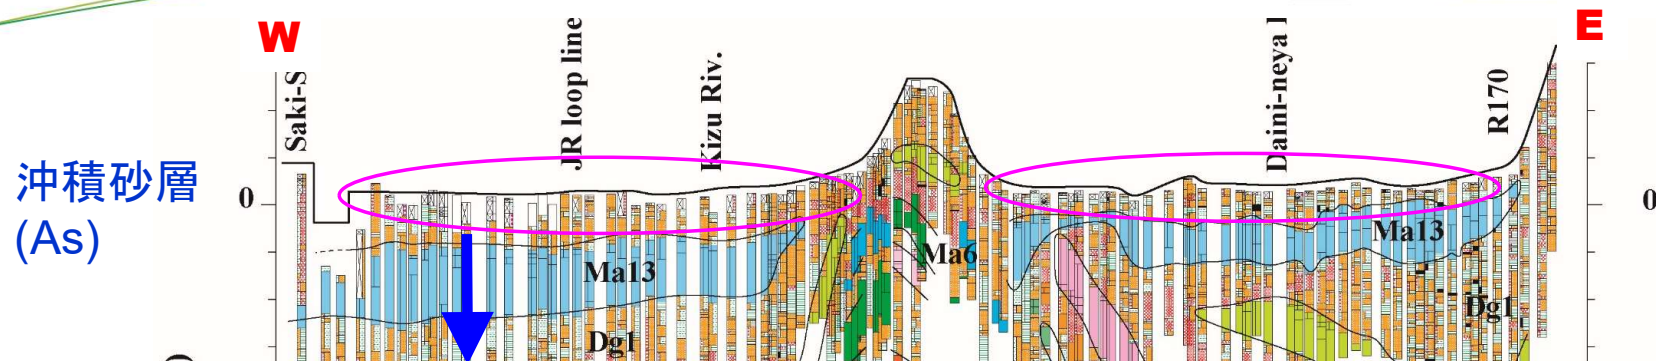 W
E
Saki-S
JR loop line
Kizu Riv.
Daini-neya
R170
沖積砂層
(As)
0
0
Ma13
Ma6
Ma13
Dg1
Dg1